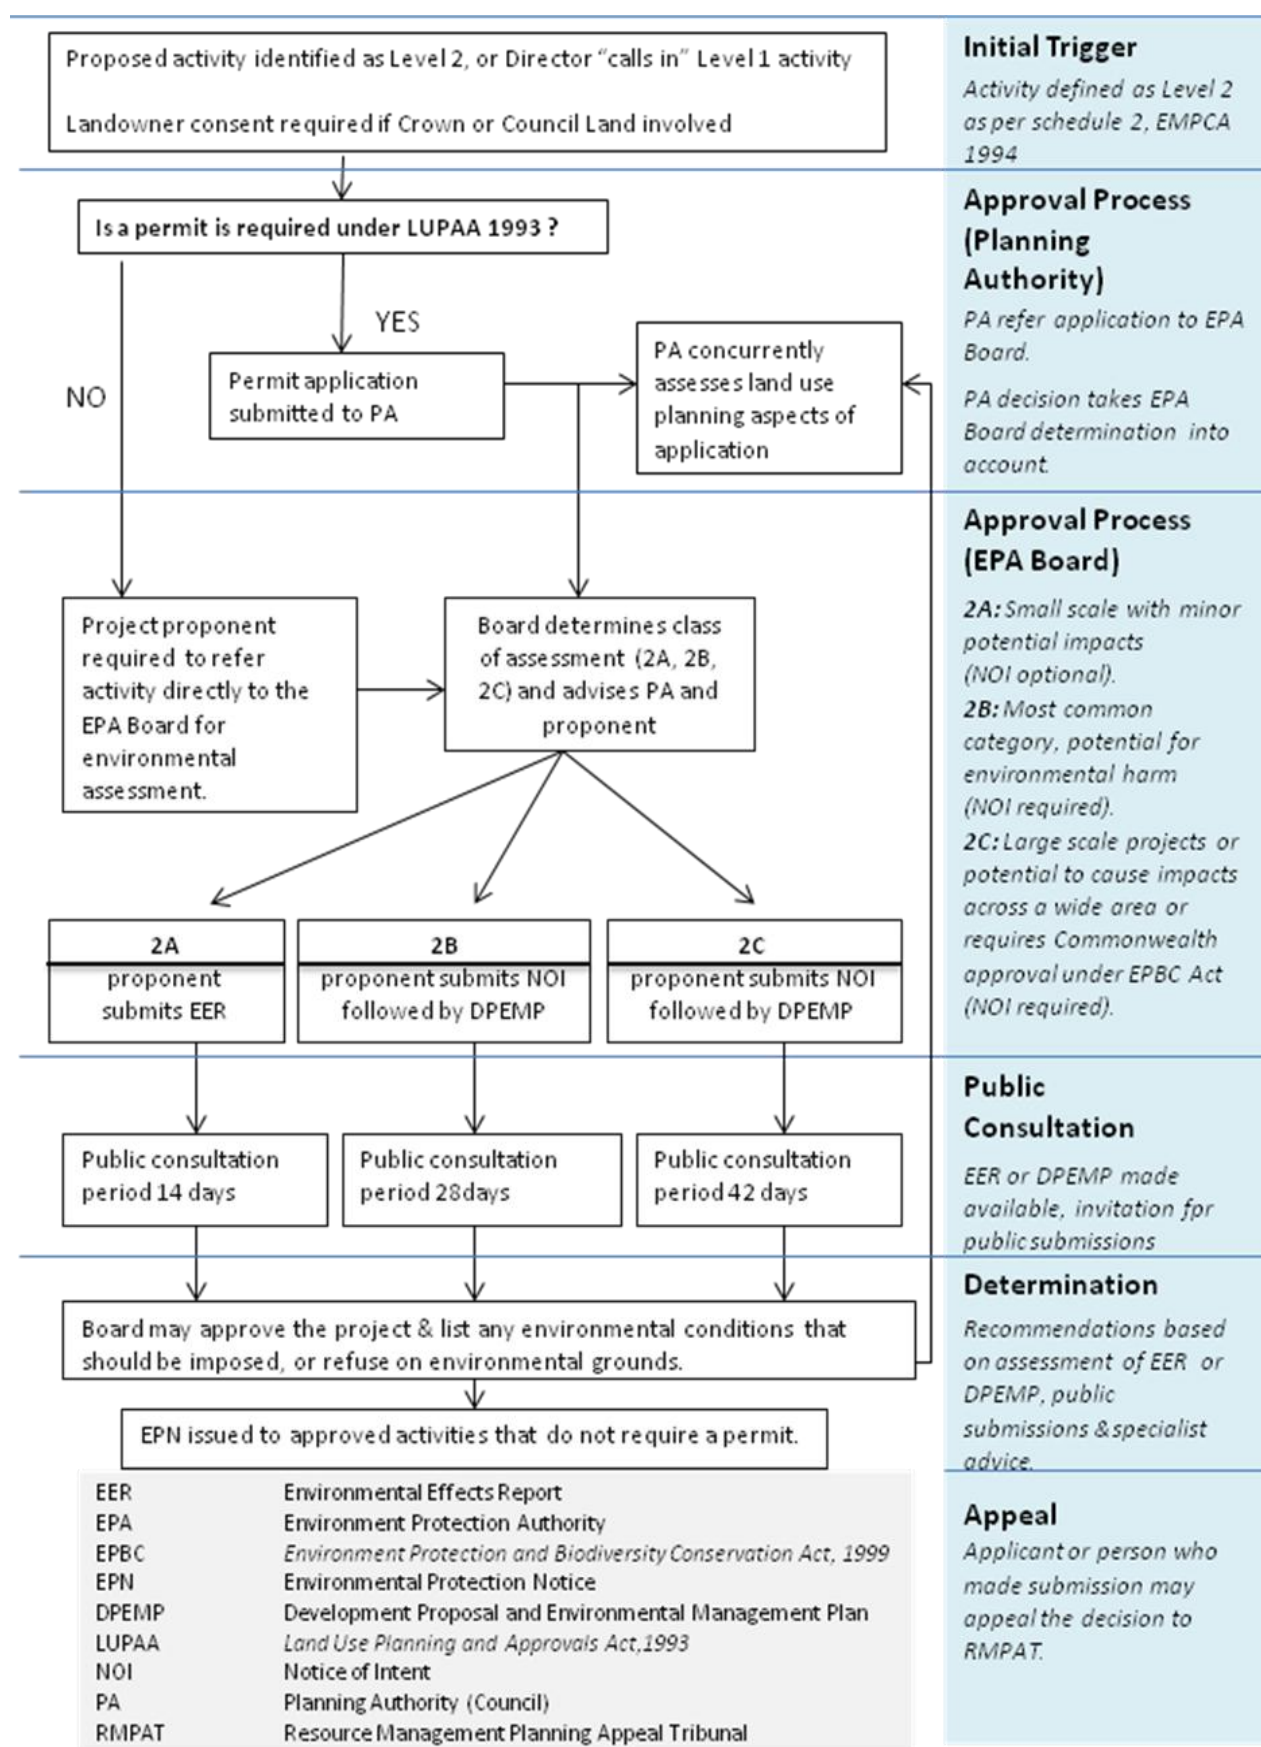 Proposed activity identified as Level 2, or Director “calls in” Level 1 activity
Landowner consent required if Crown or Council Land involved
Initial Trigger
Activity defined as Level 2
as per schedule 2, EMPCA
1994
Is a permit is required under LUPAA 1993 ?
NO
YES
Permit application
submitted to PA
PA concurrently
assesses land use
planning aspects of
application
Approval Process
(Planning
Authority)
PA refer application to EPA
Board.
PA decision takes EPA
Board determination into
account.
Project proponent
required to refer
activity directly to the
EPA Board for
environmental
assessment.
Board determines class
of assessment (2A, 2B,
2C) and advises PA and
proponent
2A
proponent
submits EER
2B
proponent submits NOI
followed by DPEMP
2C
proponent submits NOI
followed by DPEMP
Approval Process
(EPA Board)
2A: Small scale with minor
potential impacts
(NOI optional).
2B: Most common
category, potential for
environmental harm
(NOI required).
2C: Large scale projects or
potential to cause impacts
across a wide area or
requires Commonwealth
approval under EPBC Act
(NOI required).
Public consultation
period 14 days
Public consultation
period 28days
Public consultation
period 42 days
Public
Consultation
EER or DPEMP made
available, invitation fpr
public submissions
Board may approve the project & list any environmental conditions that
should be imposed, or refuse on environmental grounds.
EPN issued to approved activities that do not require a permit.
Determination
Recommendations based
on assessment of EER or
DPEMP, public
submissions & specialist
advice.
EER Environmental Effects Report
EPA Environment Protection Authority
EPBC Environment Protection and Biodiversity Conservation Act, 1999
EPN Environmental Protection Notice
DPEMP Development Proposal and Environmental Management Plan
LUPAA Land Use Planning and Approvals Act,1993
NOI Notice of Intent
PA Planning Authority (Council)
RMPAT Resource Management Planning Appeal Tribunal
Appeal
Applicant or person who
made submission may
appeal the decision to
RMPAT.